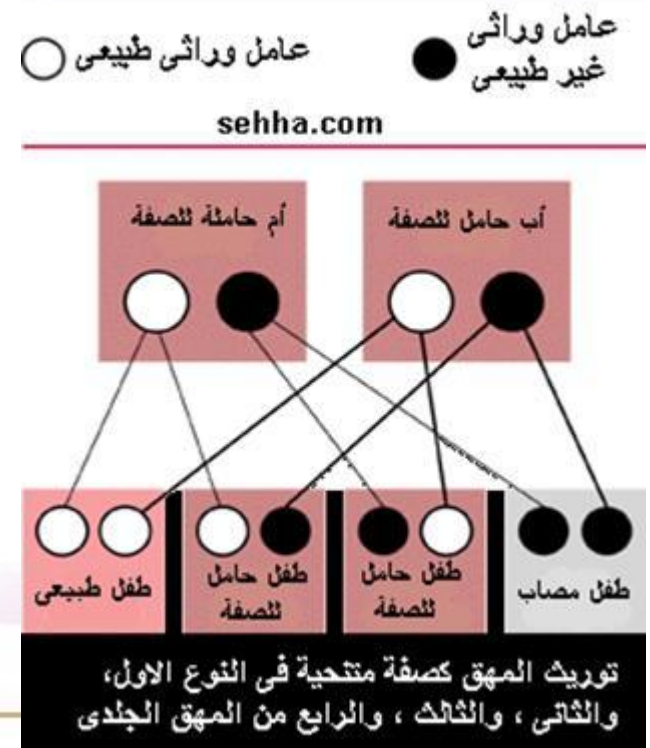 عامل وراثى
غير طبيعى
عامل وراثى طبيعى
sehha.com
أب حامل للصفة
أم حاملة للصفة
طفل مصاب
طفل حامل
للصفة
طفل حامل
للصفة
طفل طبيعى
توريث المهق كصفة متنحية فى النوع الاول،
والثانى ، والثالث ، والرابع من المهق الجلدى